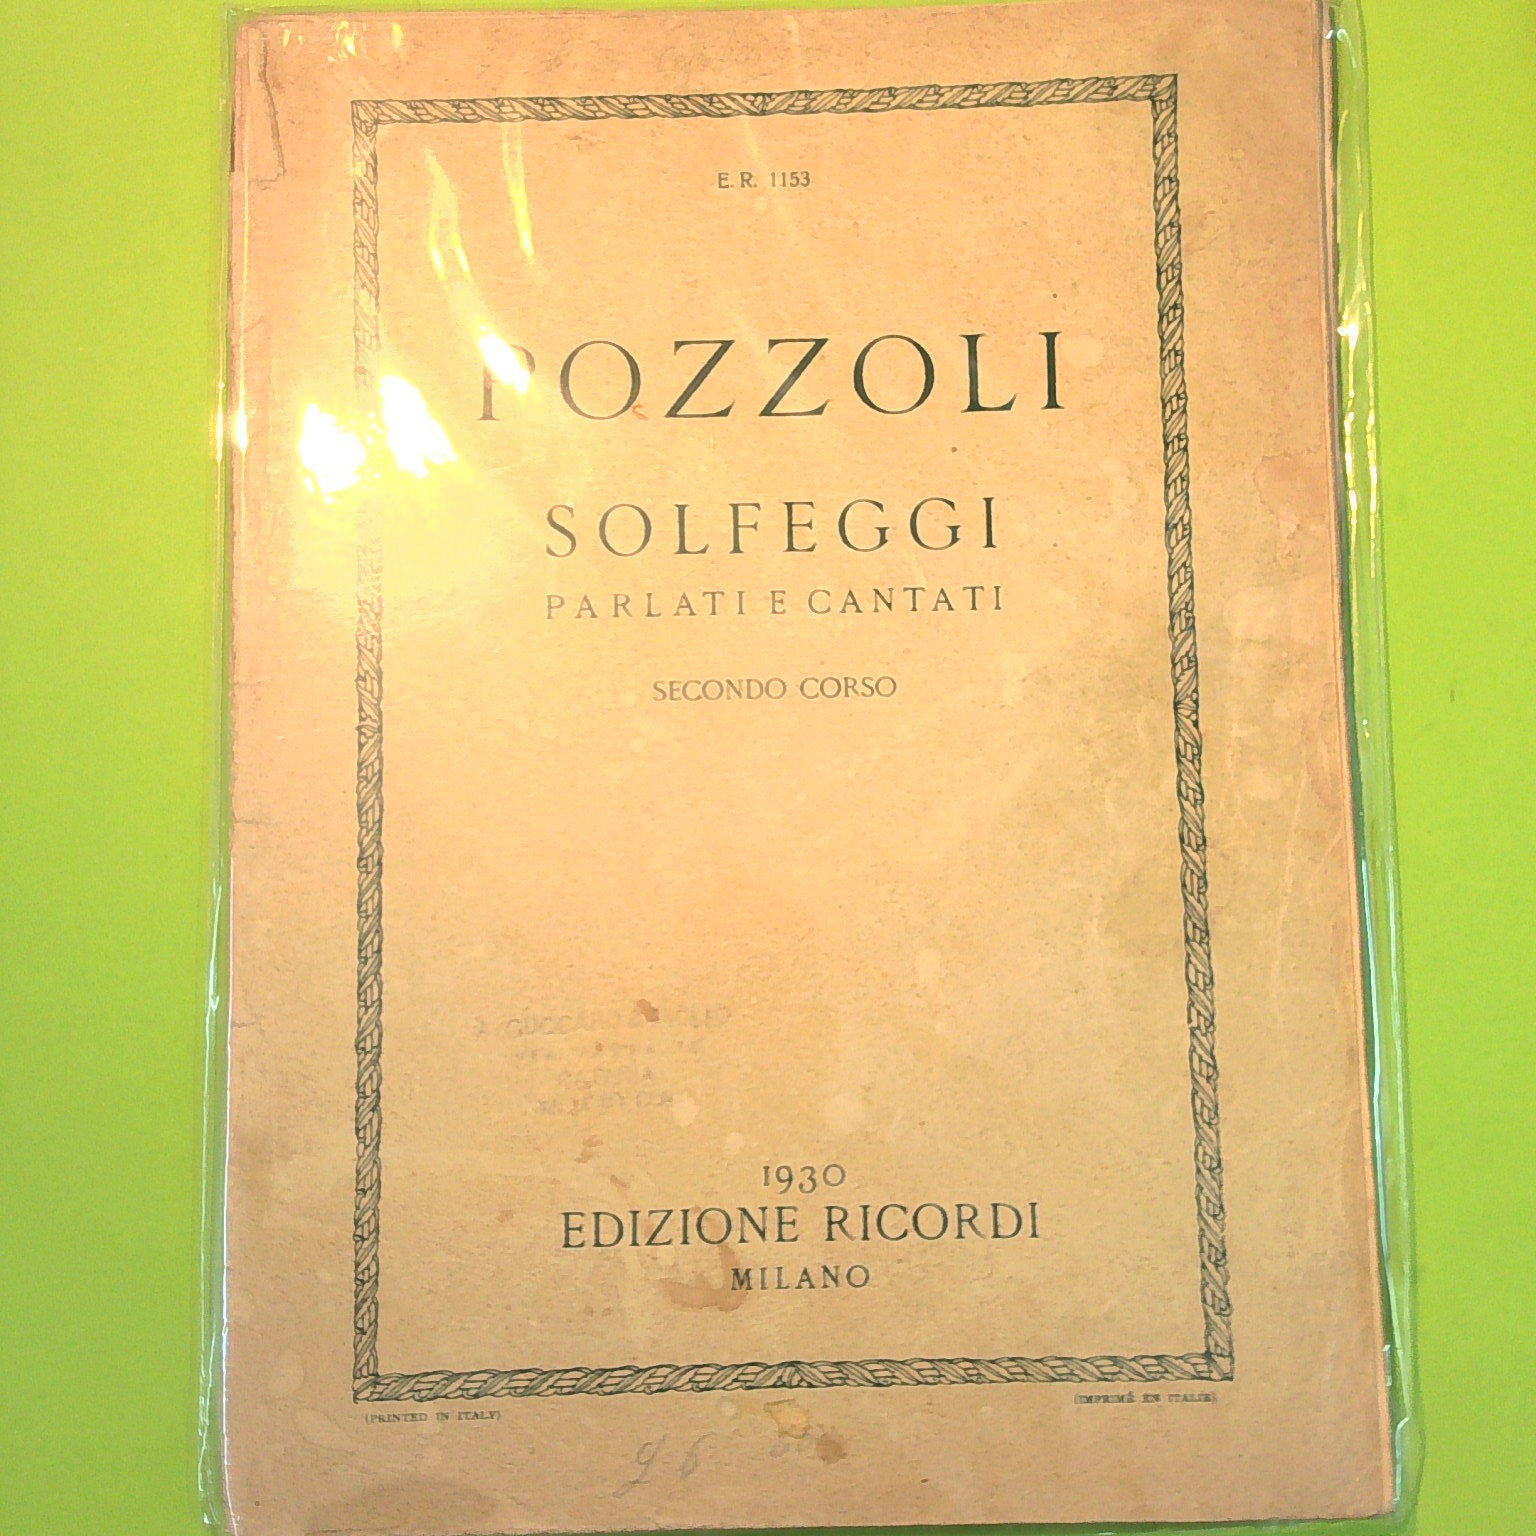 E. R. 1153
POZZOLI
SOLFEGGI
PARLATI E CANTATI
SECONDO CORSO
1930
EDIZIONE RICORDI
MILANO
(PRINTED IN ITALY)
(IMPRIMÉ EN ITALIE)